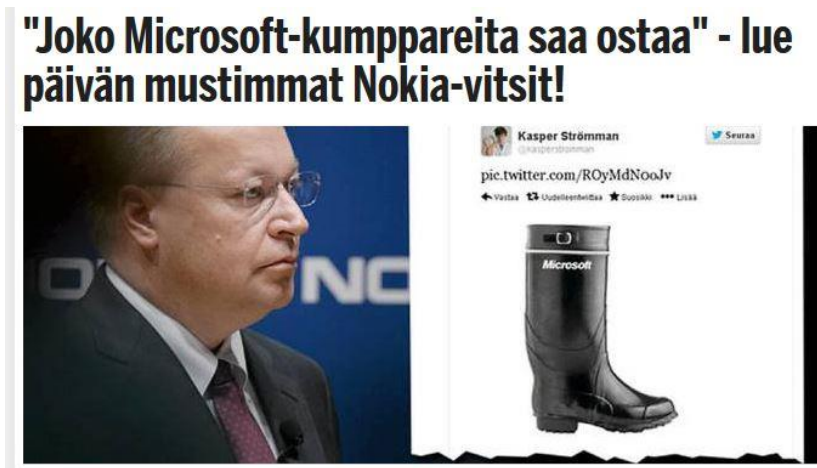 "Joko Microsoft-kumppareita saa ostaa" - lue
päivän mustimmat Nokia-vitsit!
Kasper Strömman
@kasperstromman
Seuraa
pic.twitter.com/ROyMdNooJv
Vastaa Uudelleentwiittaa Suosikki Lisää
Microsoft
NO